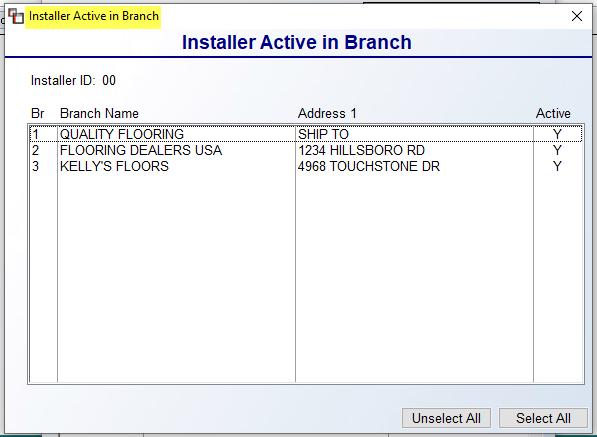 Installer Active in Branch
Installer Active in Branch
Installer ID: 00
Br Branch Name Address 1 Active
1 QUALITY FLOORING SHIP TO Y
2 FLOORING DEALERS USA 1234 HILLSBORO RD Y
3 KELLY'S FLOORS 4968 TOUCHSTONE DR Y
Unselect All Select All